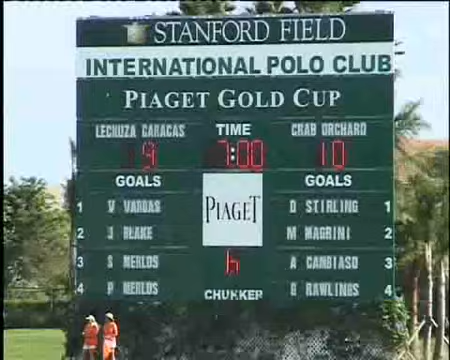 STANFORD FIELD
INTERNATIONAL POLO CLUB
PIAGET GOLD CUP
LECHUZA CARACAS TIME CRAB ORCHARD
9 7:00 10
GOALS GOALS
1 V VARGAS PIAGET D STIRLING 1
2 J BLAKE M MAGRINI 2
3 S MERLOS 6 A CAMBIASO 3
4 P MERLOS CHUKKER G RAWLINGS 4